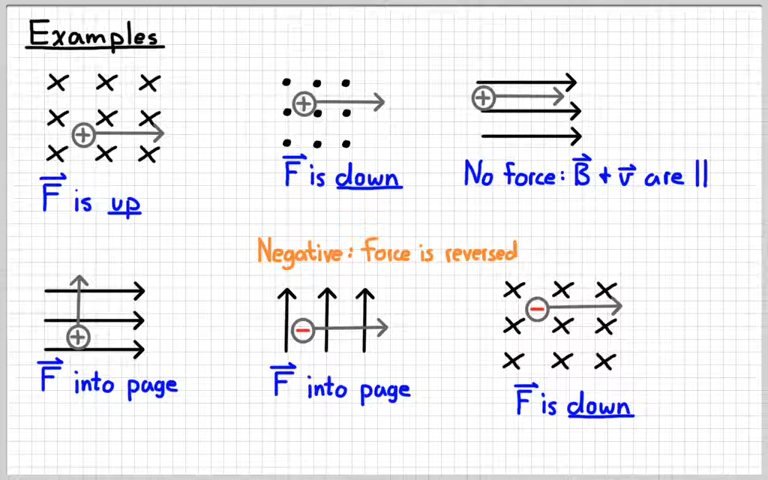 Examples
F is up
F is down
No force: B + v are ||
Negative: Force is reversed
F into page
F into page
F is down